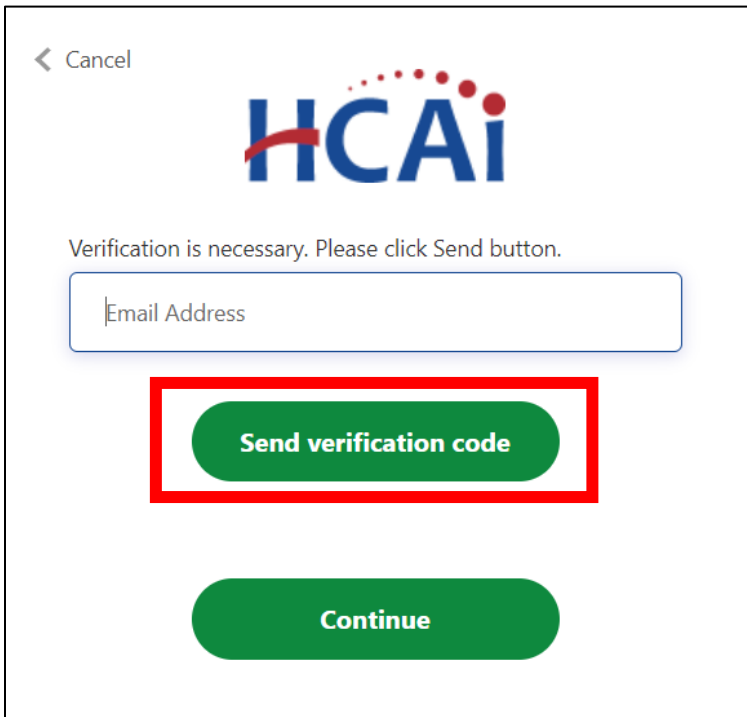 Cancel
HCAi
Verification is necessary. Please click Send button.
Email Address
Send verification code
Continue